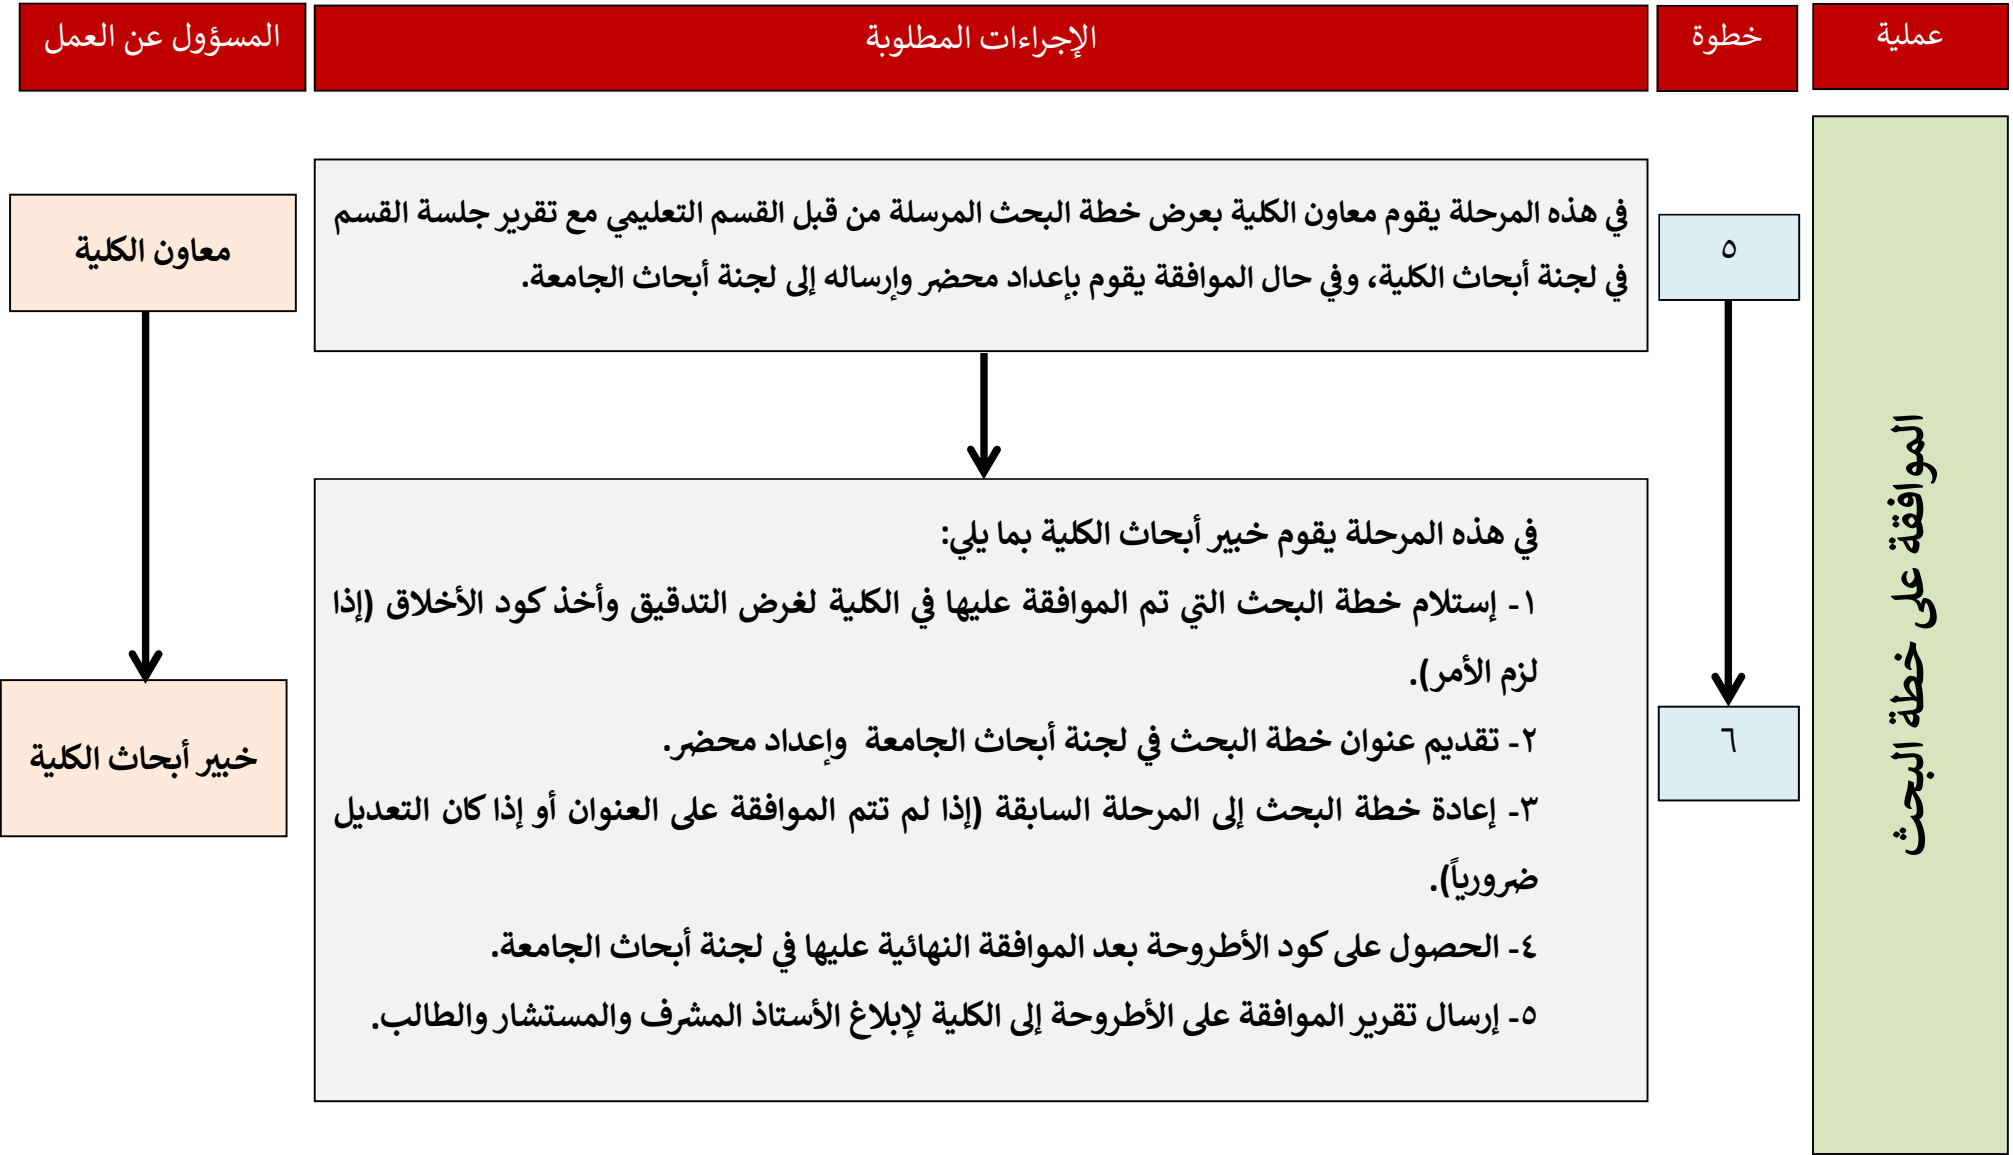 عملية
خطوة
الإجراءات المطلوبة
المسؤول عن العمل
الموافقة على خطة البحث
٥
في هذه المرحلة يقوم معاون الكلية بعرض خطة البحث المرسلة من قبل القسم التعليمي مع تقرير جلسة القسم
في لجنة أبحاث الكلية، وفي حال الموافقة يقوم بإعداد محضر وإرساله إلى لجنة أبحاث الجامعة.
معاون الكلية
٦
في هذه المرحلة يقوم خبير أبحاث الكلية بما يلي:
١- إستلام خطة البحث التي تم الموافقة عليها في الكلية لغرض التدقيق وأخذ كود الأخلاق (إذا
لزم الأمر).
٢- تقديم عنوان خطة البحث في لجنة أبحاث الجامعة وإعداد محضر.
٣- إعادة خطة البحث إلى المرحلة السابقة (إذا لم تتم الموافقة على العنوان أو إذا كان التعديل
ضرورياً).
٤- الحصول على كود الأطروحة بعد الموافقة النهائية عليها في لجنة أبحاث الجامعة.
٥- إرسال تقرير الموافقة على الأطروحة إلى الكلية لإبلاغ الأستاذ المشرف والمستشار والطالب.
خبير أبحاث الكلية